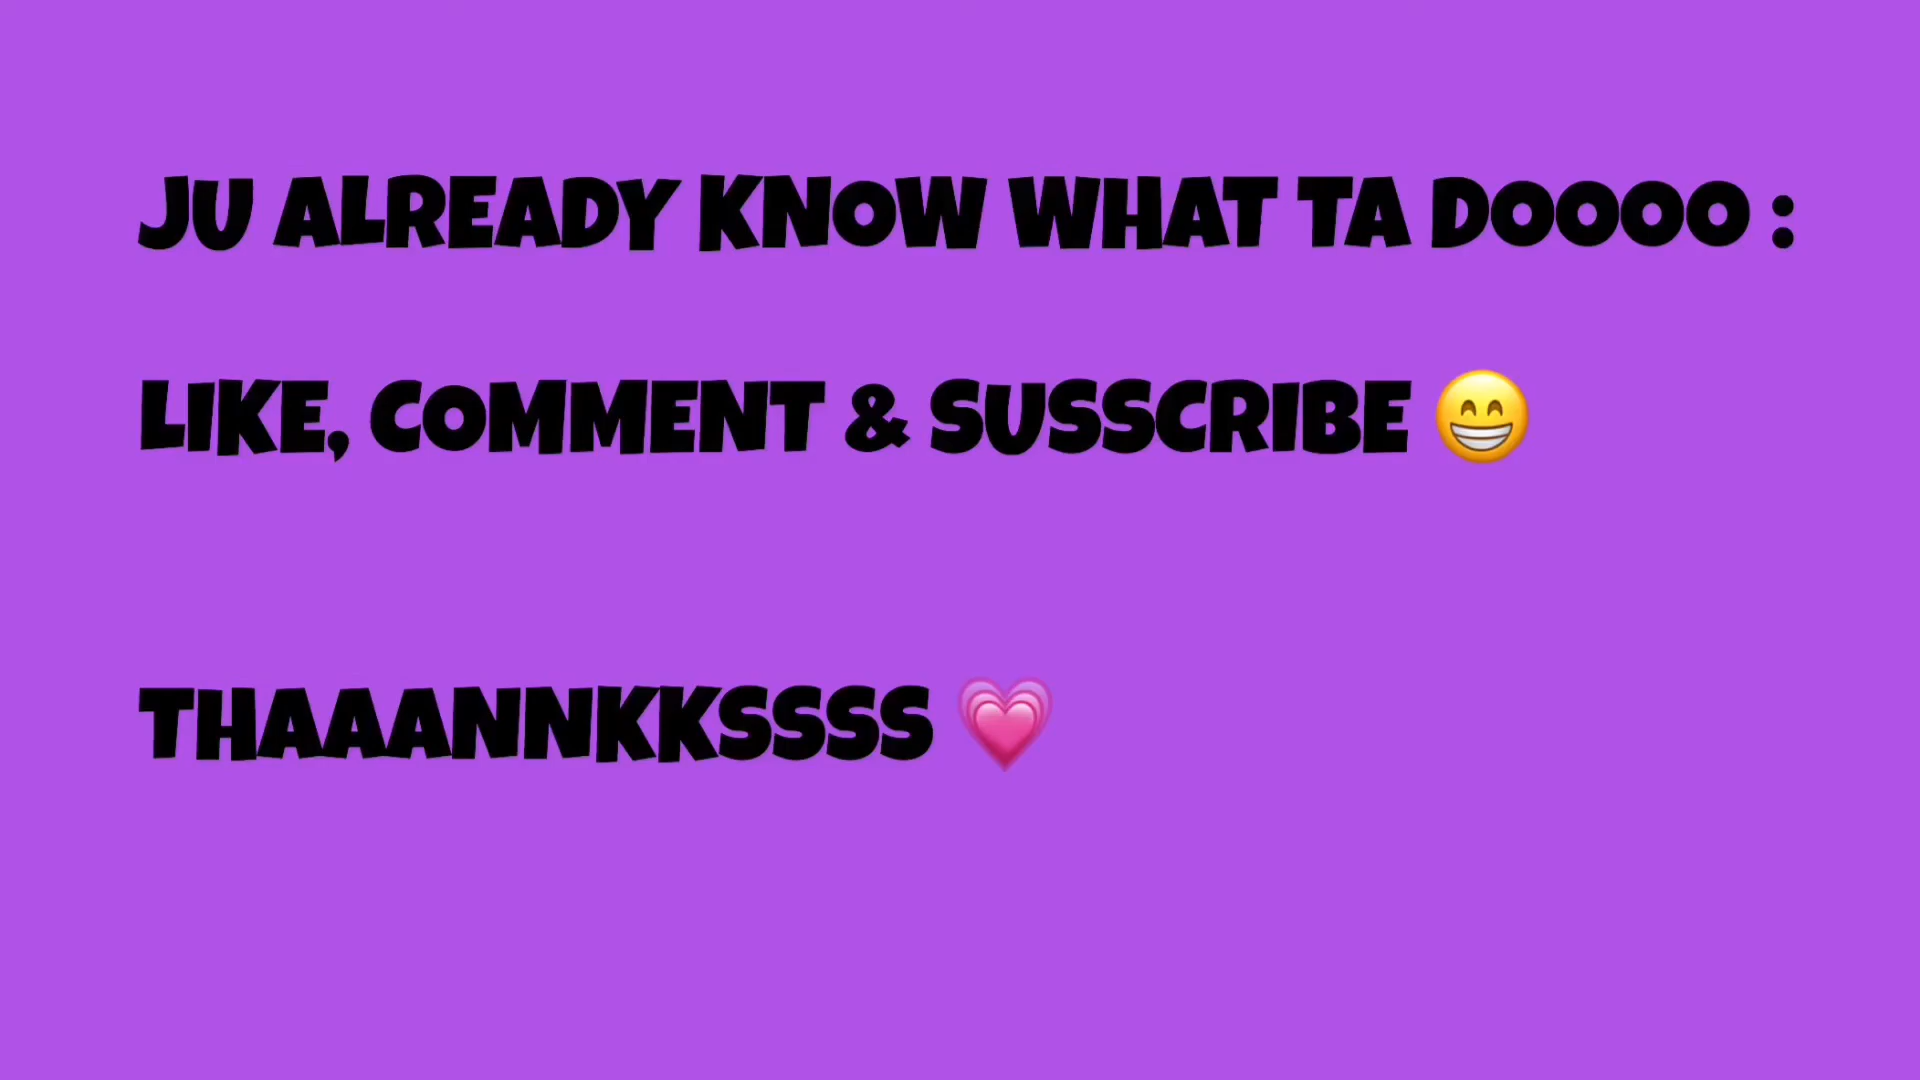 JU ALREADY KNOW WHAT TA DOOOO :
LIKE, COMMENT & SUSSCRIBE 😁
THAAANNKKSSSS 💗